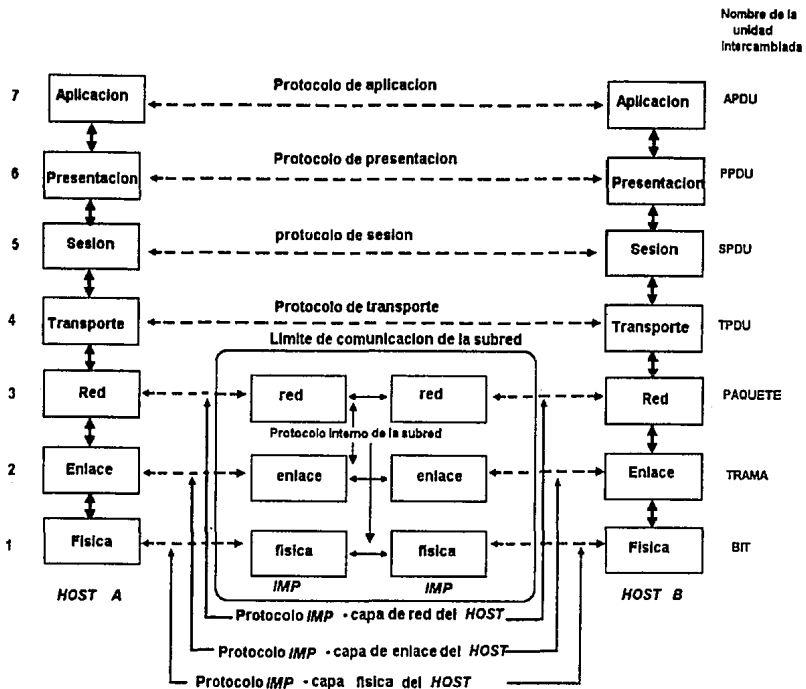 Nombre de la
unidad
Intercambiada
7 Aplicacion Protocolo de aplicacion Aplicacion APDU
6 Presentacion Protocolo de presentacion Presentacion PPDU
5 Sesion protocolo de sesion Sesion SPDU
4 Transporte Protocolo de transporte Transporte TPDU
Limite de comunicacion de la subred
3 Red red red Red PAQUETE
Protocolo interno de la subred
2 Enlace enlace enlace Enlace TRAMA
1 Fisica fisica fisica Fisica BIT
HOST A IMP IMP HOST B
Protocolo IMP - capa de red del HOST
Protocolo IMP - capa de enlace del HOST
Protocolo IMP - capa fisica del HOST